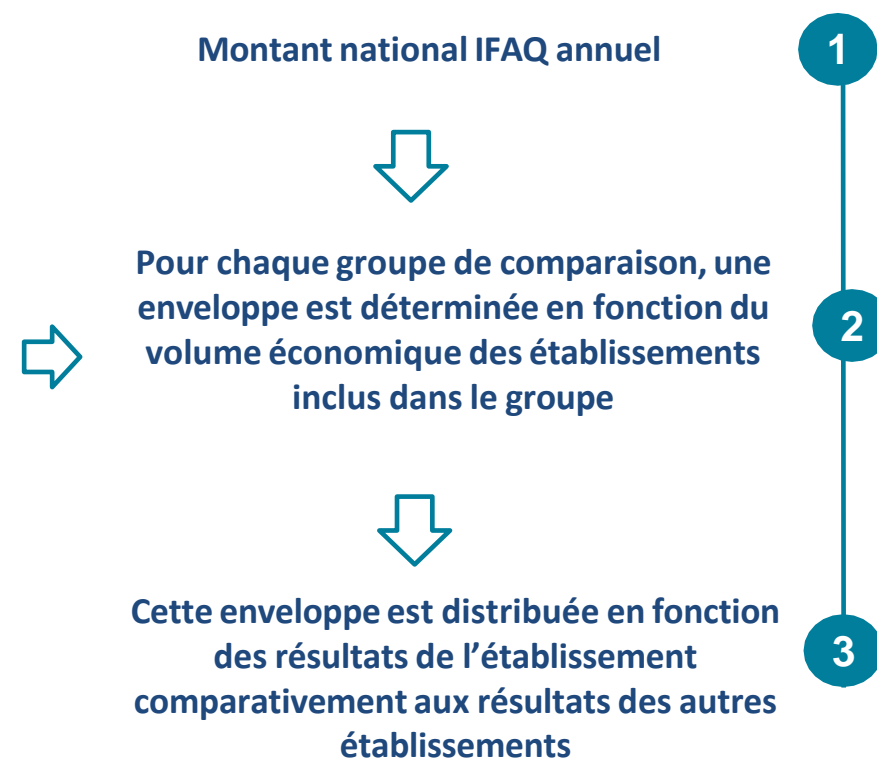 Montant national IFAQ annuel
1
Pour chaque groupe de comparaison, une
enveloppe est déterminée en fonction du
volume économique des établissements
inclus dans le groupe
2
Cette enveloppe est distribuée en fonction
des résultats de l’établissement
comparativement aux résultats des autres
établissements
3